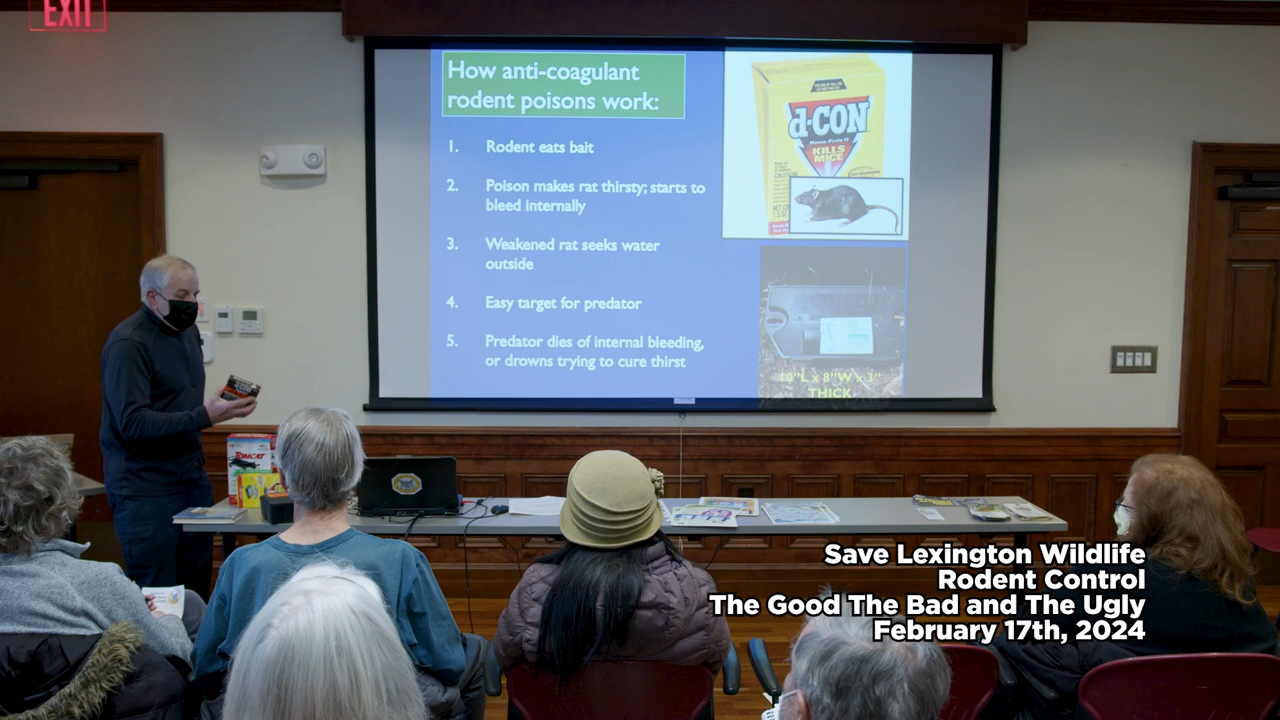 EXIT
How anti-coagulant
rodent poisons work:
1. Rodent eats bait
2. Poison makes rat thirsty; starts to
bleed internally
3. Weakened rat seeks water
outside
4. Easy target for predator
5. Predator dies of internal bleeding,
or drowns trying to cure thirst
d-CON
KILLS
MICE
10"L x 8"W x 3"
THICK
d-CON
TOMCAT
Save Lexington Wildlife
Rodent Control
The Good The Bad and The Ugly
February 17th, 2024